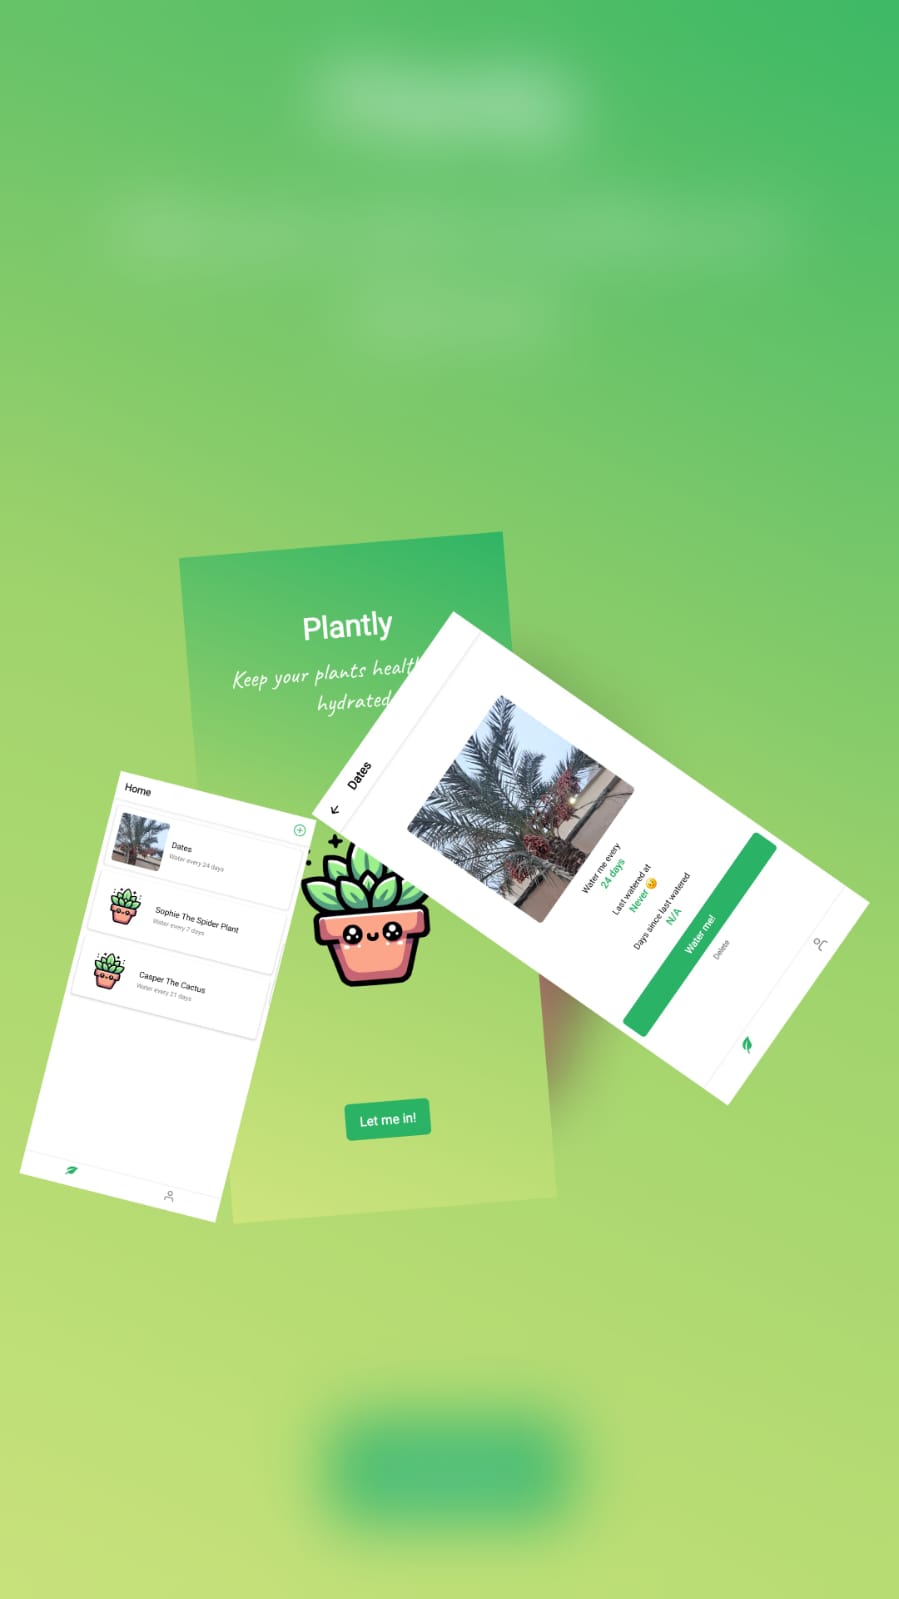 Plantly
Keep your plants healt
hydrated
Let me in!
Home
Dates
Water every 24 days
Sophie The Spider Plant
Water every 7 days
Casper The Cactus
Water every 21 days
Dates
Water me every
24 days
Last watered at
Never 😢
Days since last watered
N/A
Water me!
Delete